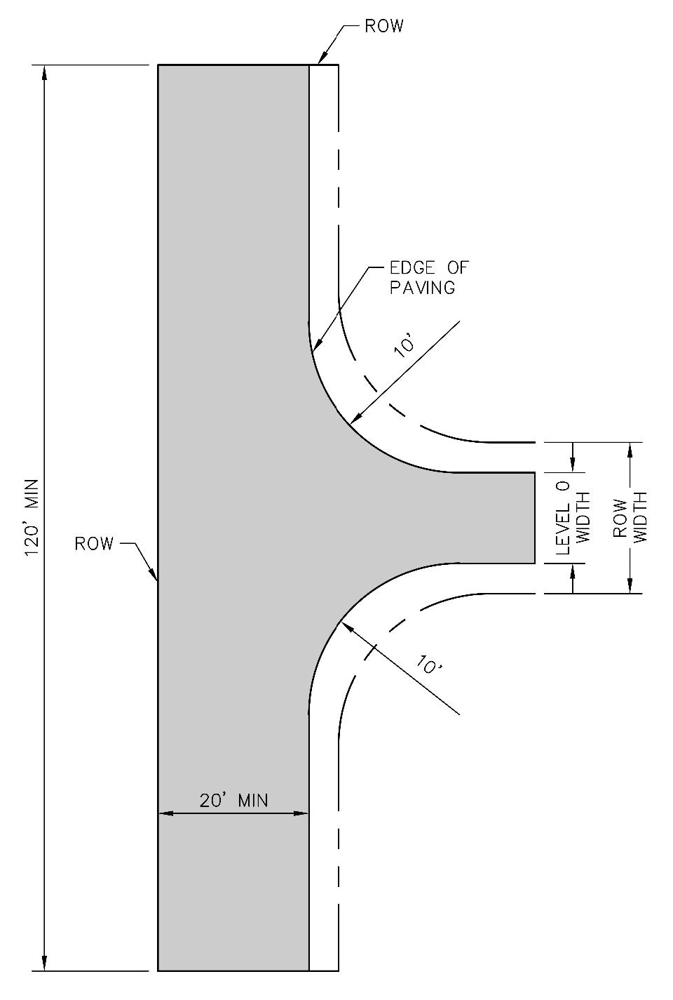 ROW
EDGE OF
PAVING
10'
120' MIN
ROW
LEVEL 0
WIDTH
ROW
WIDTH
10'
20' MIN